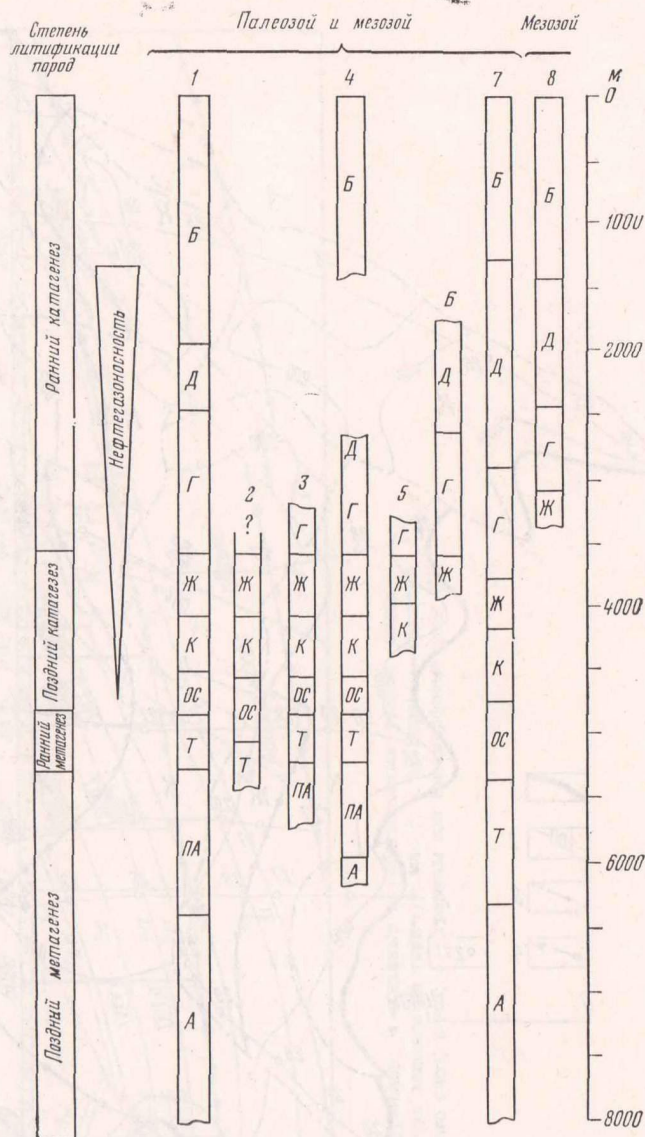 Степень
литификации
пород
Палеозой и мезозой
Мезозой
1
4
7
8
М
0
1000
2000
4000
6000
8000
Ранний катагенез
Поздний катагезез
Ранний
метагенез
Поздний метагенез
Нефтегазоносность
Б
Д
Г
Ж
К
ОС
Т
ПА
А
2
?
Ж
К
ОС
Т
3
Г
Ж
К
ОС
Т
ПА
Б
Д
Г
Ж
К
ОС
Т
ПА
А
5
Г
Ж
К
Б
Д
Г
Ж
Б
Д
Г
Ж
К
ОС
Т
А
Б
Д
Г
Ж